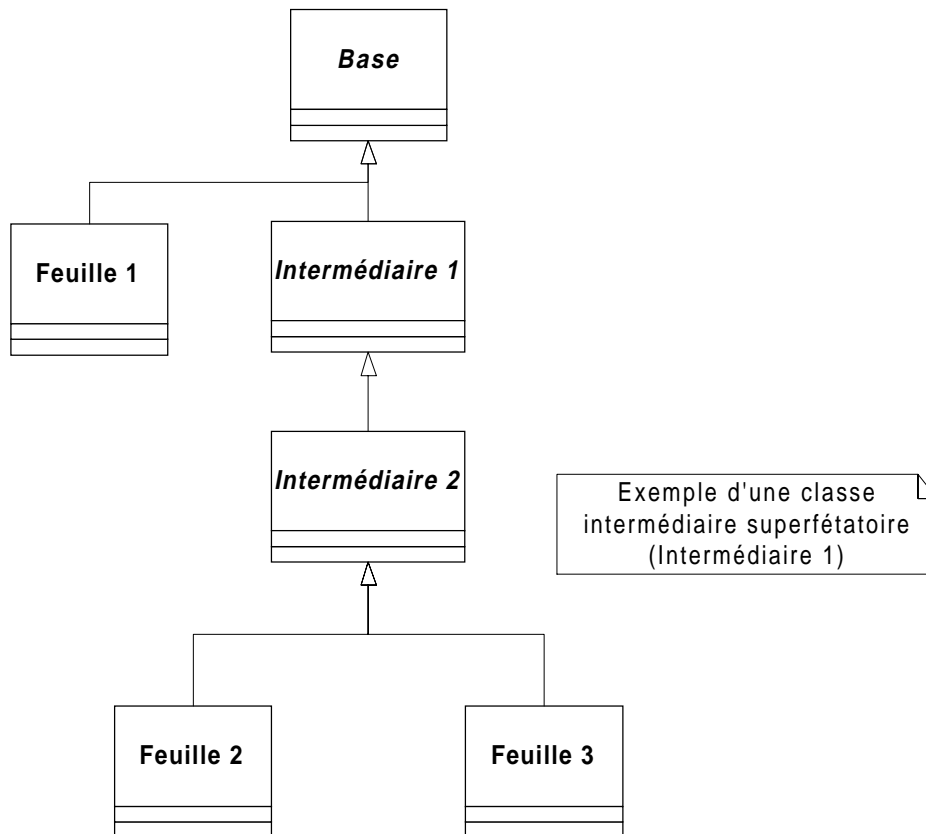 Base
Feuille 1
Intermédiaire 1
Intermédiaire 2
Exemple d'une classe
intermédiaire superfétatoire
(Intermédiaire 1)
Feuille 2
Feuille 3